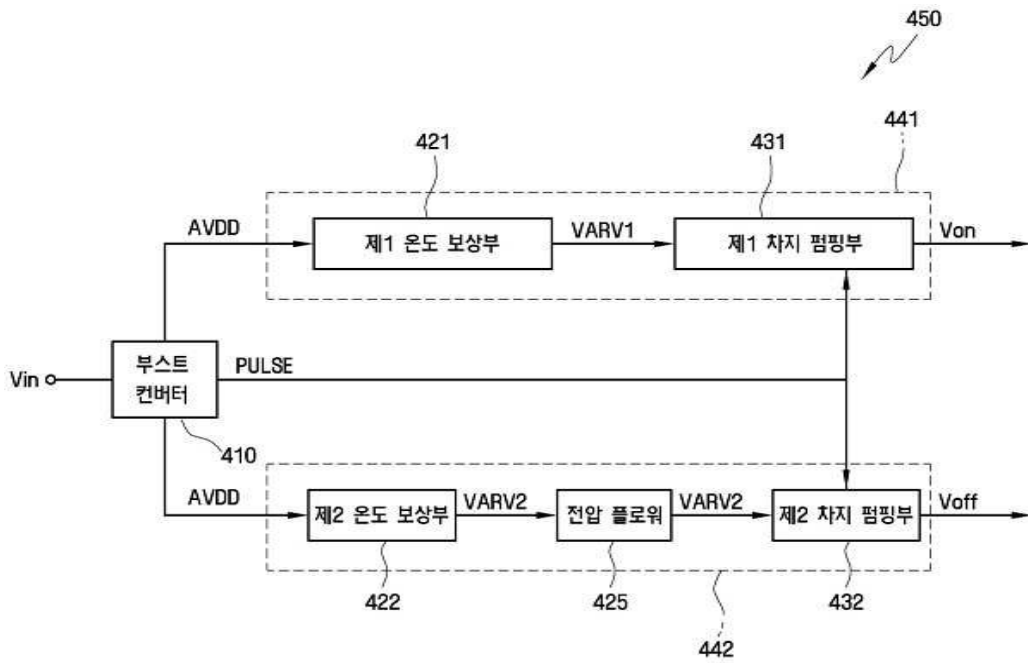 450
441
421
431
AVDD
제1 온도 보상부
VARV1
제1 차지 펌핑부
Von
Vin
부스트
컨버터
PULSE
410
AVDD
제2 온도 보상부
VARV2
전압 플로워
VARV2
제2 차지 펌핑부
Voff
422
425
432
442